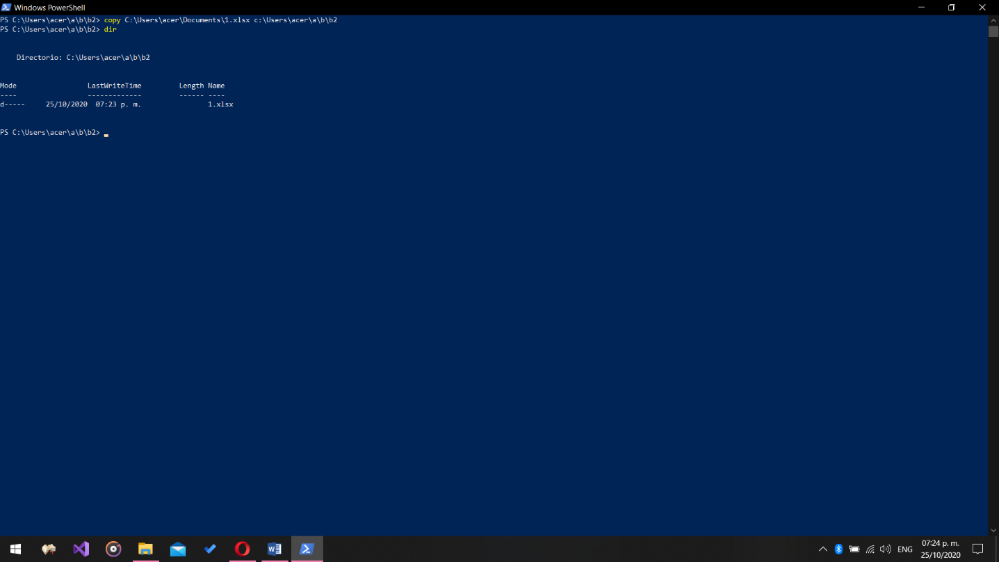 Windows PowerShell
PS C:\Users\acer\a\b\b2> copy C:\Users\acer\Documents\1.xlsx c:\Users\acer\a\b\b2
PS C:\Users\acer\a\b\b2> dir
Directorio: C:\Users\acer\a\b\b2
Mode LastWriteTime Length Name
---- ------------- ------ ----
d----- 25/10/2020 07:23 p. m. 1.xlsx
PS C:\Users\acer\a\b\b2>
ENG
07:24 p. m.
25/10/2020